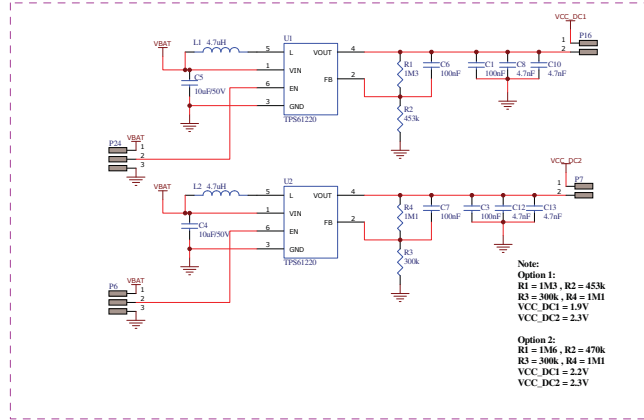 VCC_DC1
P16
1
2
VBAT
L1 4.7uH
5
1
6
3
U1
L
VIN
EN
GND
VOUT
FB
TPS61220
4
2
C5
10uF/50V
R1
1M3
C6
100nF
C1
100nF
C8
4.7nF
C10
4.7nF
R2
453k
P24
VBAT
1
2
3
VCC_DC2
P7
1
2
VBAT
L2 4.7uH
5
1
6
3
U2
L
VIN
EN
GND
VOUT
FB
TPS61220
4
2
C4
10uF/50V
R4
1M1
C7
100nF
C3
100nF
C12
4.7nF
C13
4.7nF
R3
300k
P6
VBAT
1
2
3
Note:
Option 1:
R1 = 1M3 , R2 = 453k
R3 = 300k , R4 = 1M1
VCC_DC1 = 1.9V
VCC_DC2 = 2.3V
Option 2:
R1 = 1M6 , R2 = 470k
R3 = 300k , R4 = 1M1
VCC_DC1 = 2.2V
VCC_DC2 = 2.3V